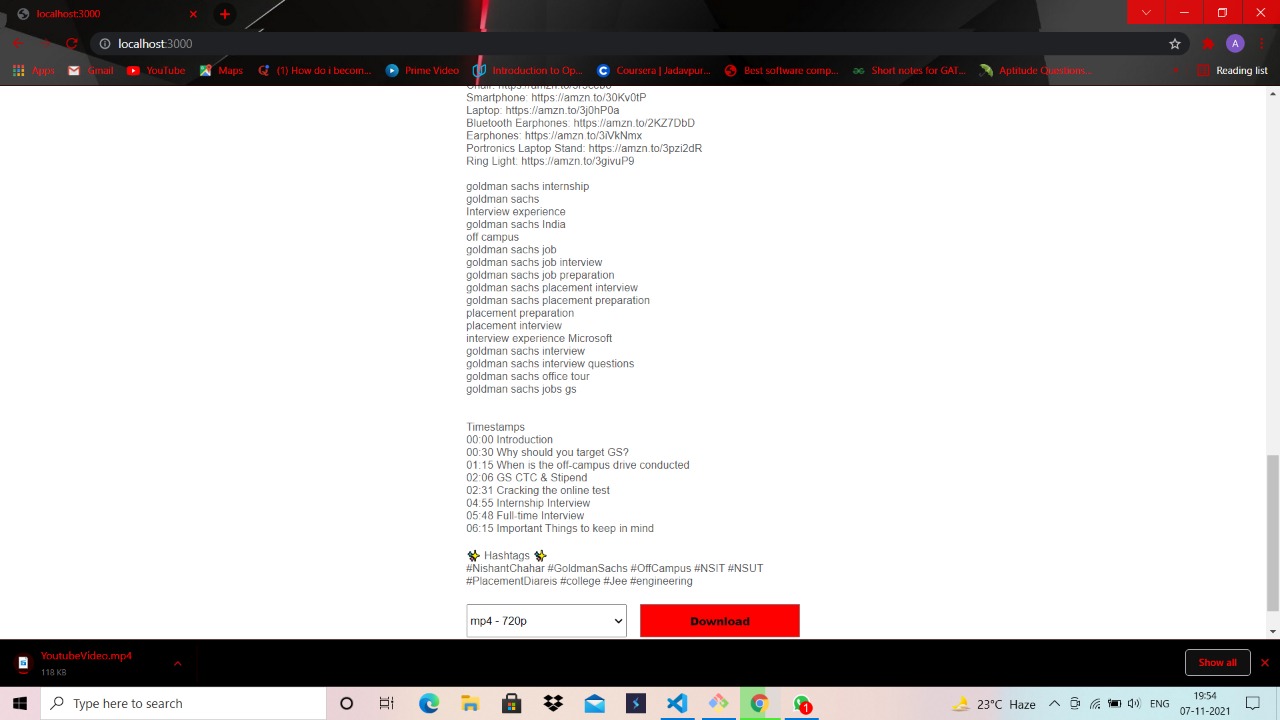 localhost:3000
localhost:3000
A
Apps
Gmail
YouTube
Maps
(1) How do i becom...
Prime Video
Introduction to Op...
Coursera | Jadavpur...
Best software comp...
Short notes for GAT...
Aptitude Questions...
Reading list
Smartphone: https://amzn.to/30Kv0tP
Laptop: https://amzn.to/3j0hP0a
Bluetooth Earphones: https://amzn.to/2KZ7DbD
Earphones: https://amzn.to/3iVkNmx
Portronics Laptop Stand: https://amzn.to/3pzi2dR
Ring Light: https://amzn.to/3givuP9
goldman sachs internship
goldman sachs
Interview experience
goldman sachs India
off campus
goldman sachs job
goldman sachs job interview
goldman sachs job preparation
goldman sachs placement interview
goldman sachs placement preparation
placement preparation
placement interview
interview experience Microsoft
goldman sachs interview
goldman sachs interview questions
goldman sachs office tour
goldman sachs jobs gs
Timestamps
00:00 Introduction
00:30 Why should you target GS?
01:15 When is the off-campus drive conducted
02:06 GS CTC & Stipend
02:31 Cracking the online test
04:55 Internship Interview
05:48 Full-time Interview
06:15 Important Things to keep in mind
✨ Hashtags ✨
#NishantChahar #GoldmanSachs #OffCampus #NSIT #NSUT
#PlacementDiareis #college #Jee #engineering
mp4 - 720p
Download
YoutubeVideo.mp4
118 KB
Show all
Type here to search
1
23°C Haze
ENG
19:54
07-11-2021